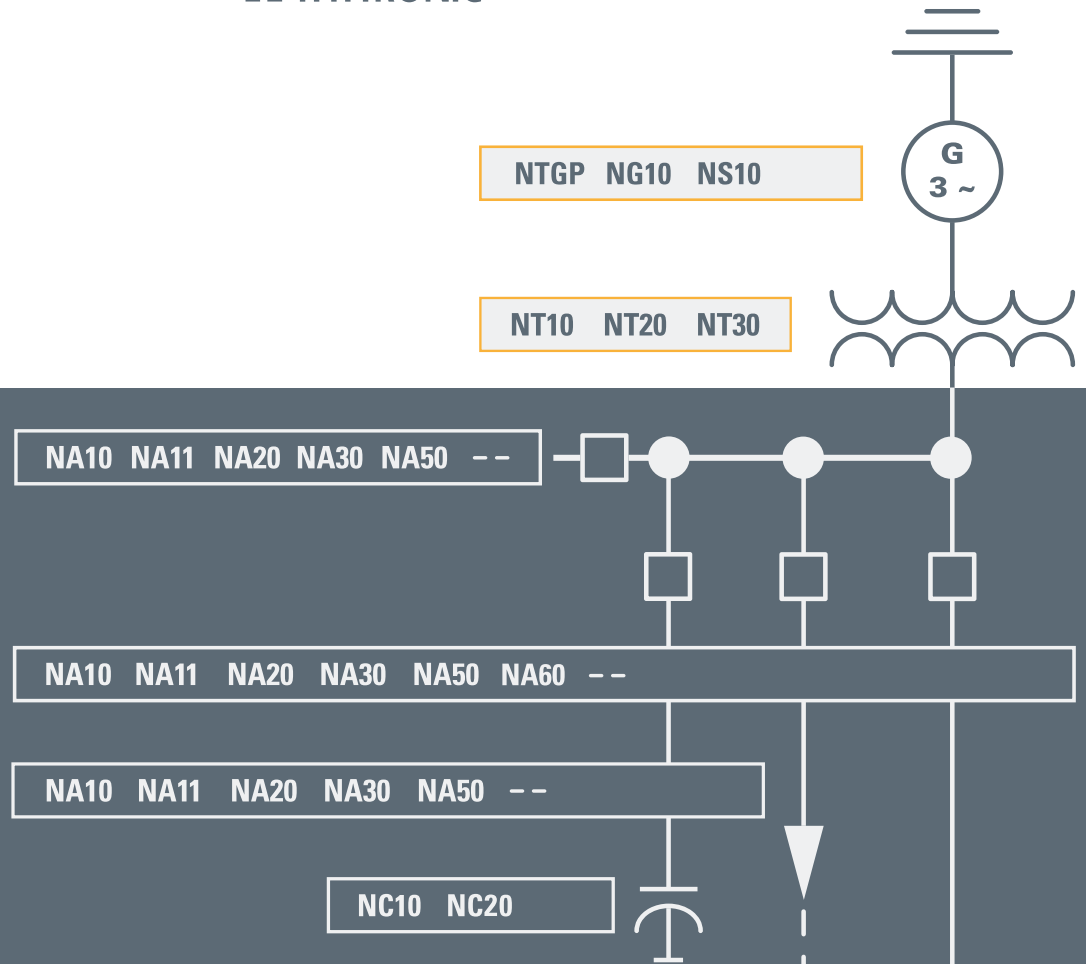 G
3 ~
NTGP NG10 NS10
NT10 NT20 NT30
NA10 NA11 NA20 NA30 NA50 – –
NA10 NA11 NA20 NA30 NA50 NA60 – –
NA10 NA11 NA20 NA30 NA50 – –
NC10 NC20